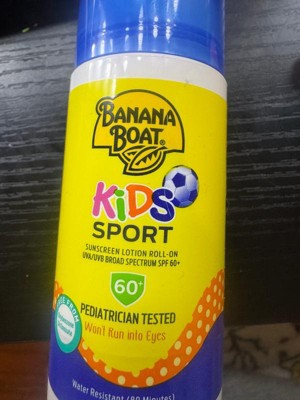 BANANA
BOAT®
KiDS
SPORT
SUNSCREEN LOTION ROLL-ON
UVA/UVB BROAD SPECTRUM SPF 60+
60+
PEDIATRICIAN TESTED
Won't Run into Eyes
Water Resistant (80 Minutes)